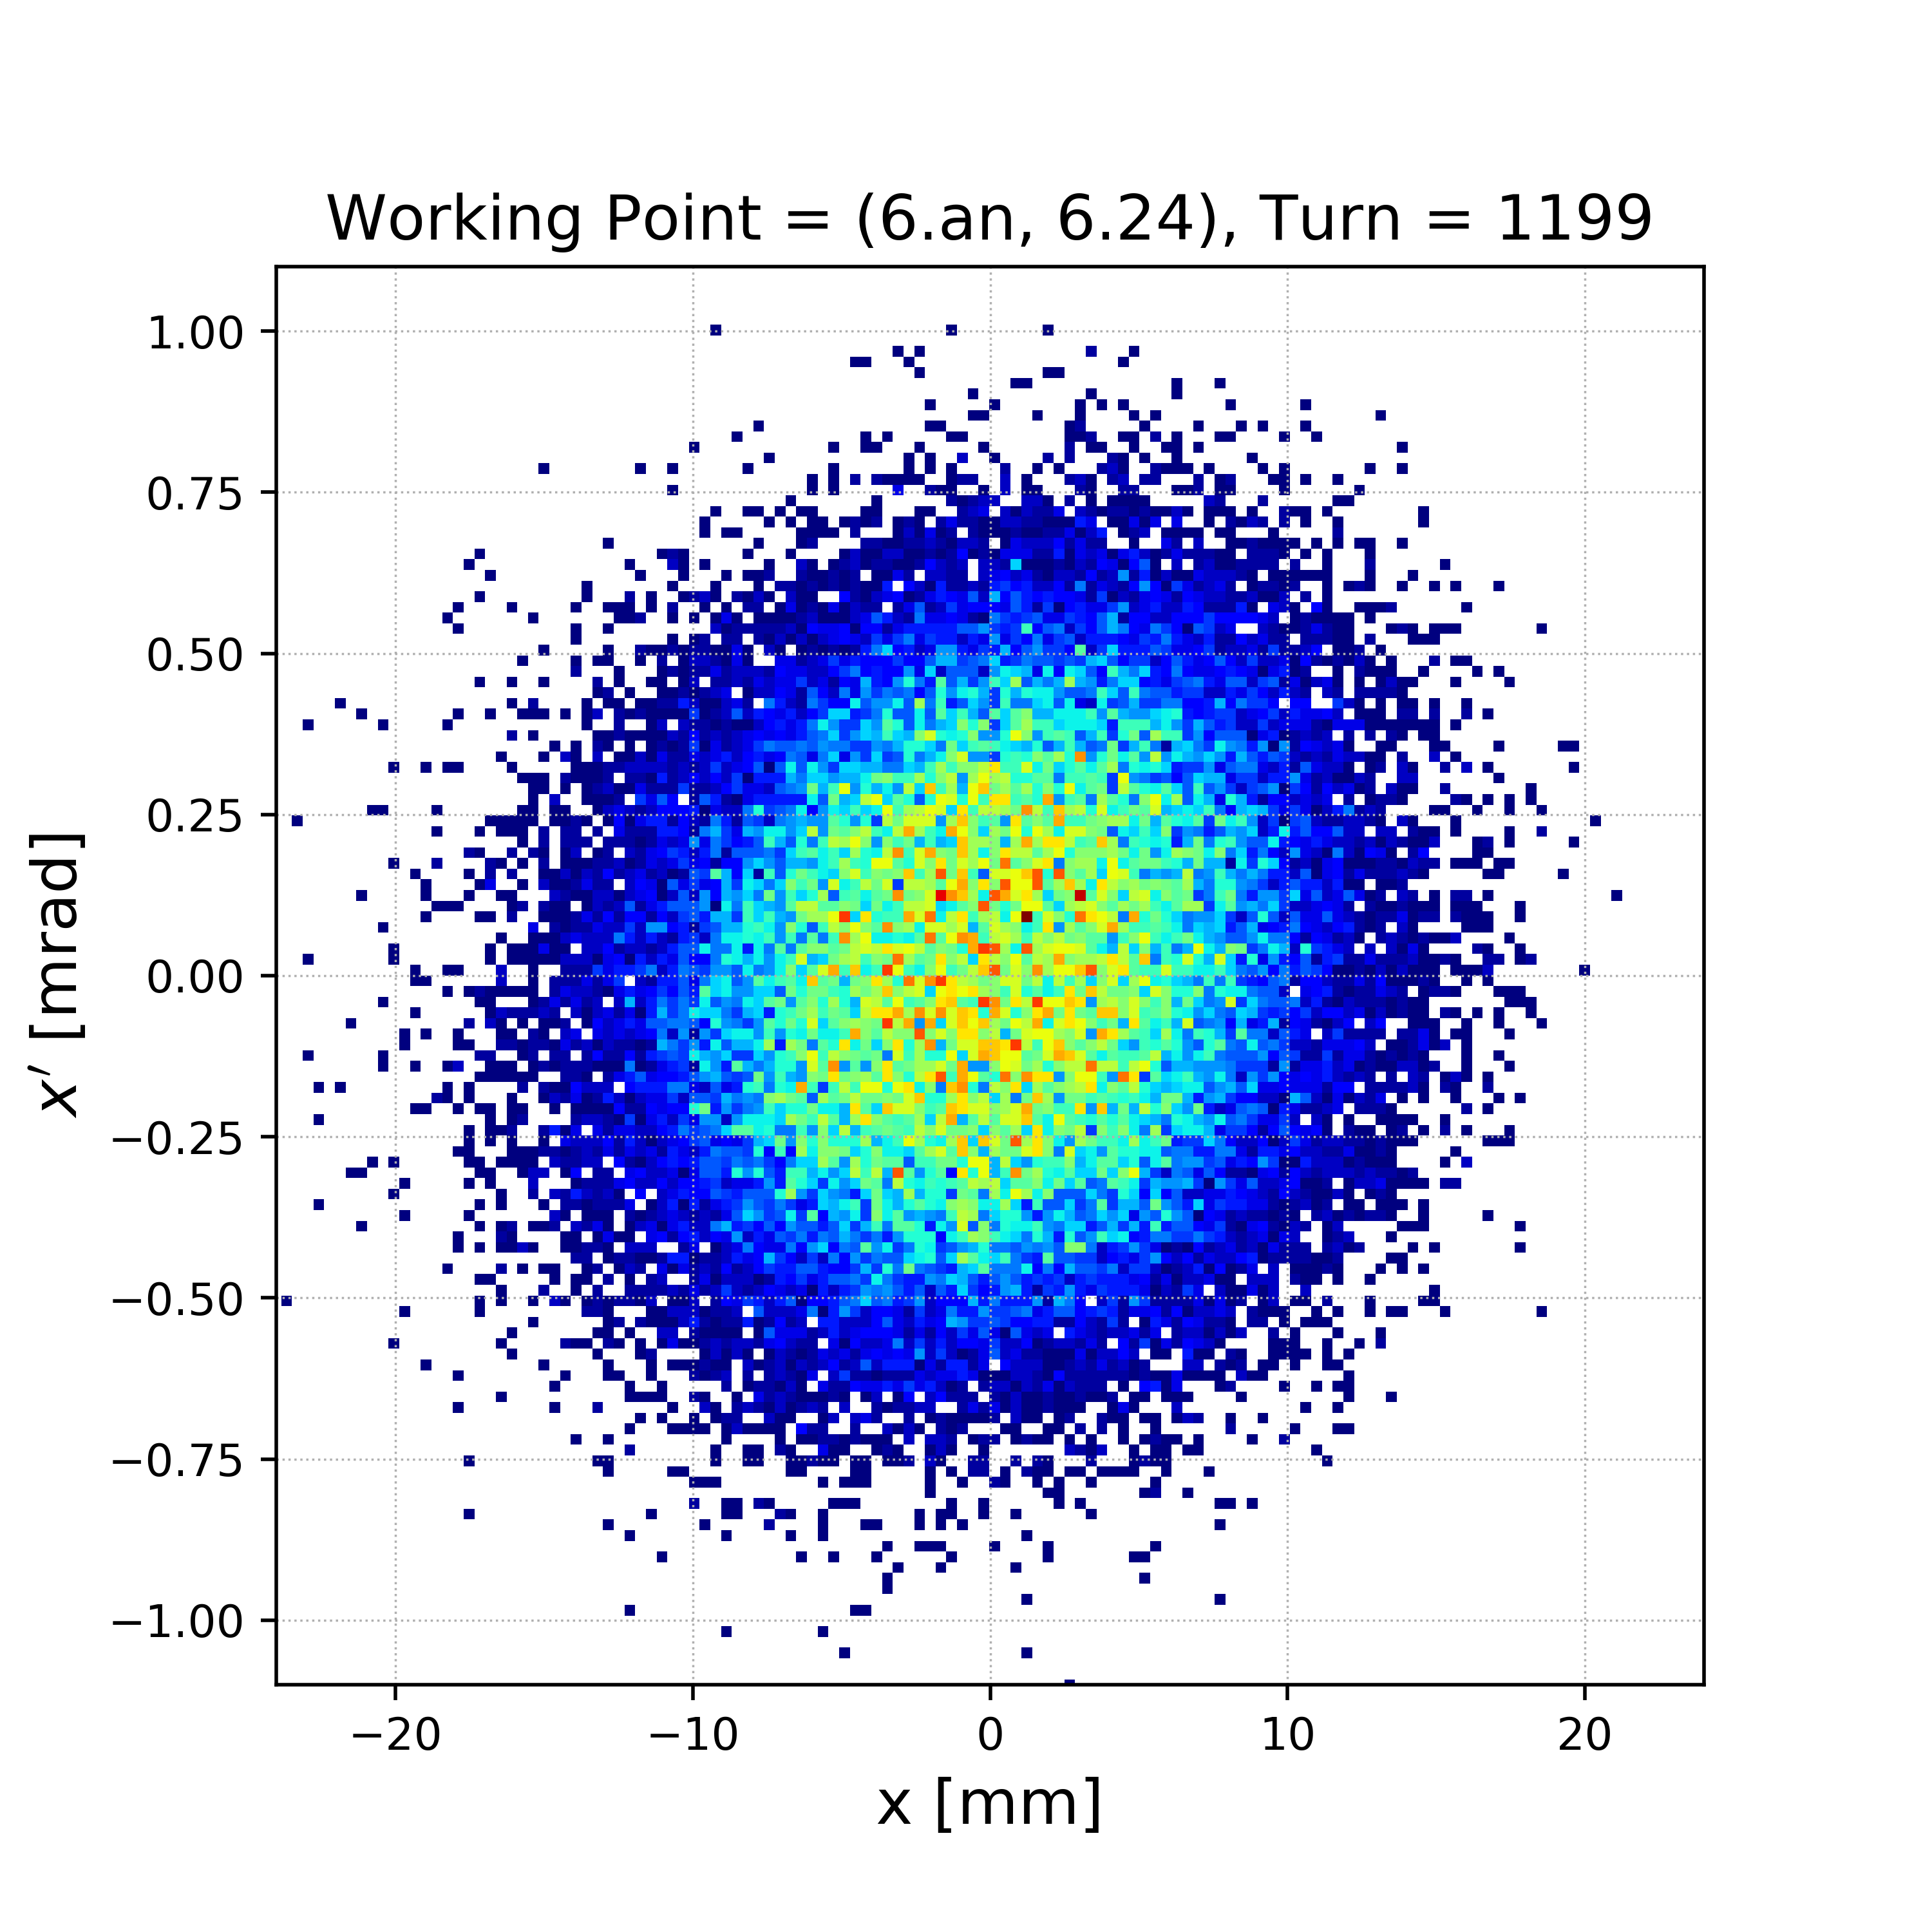 Working Point = (6.an, 6.24), Turn = 1199
1.00
0.75
0.50
0.25
0.00
−0.25
−0.50
−0.75
−1.00
x′ [mrad]
−20 −10 0 10 20
x [mm]